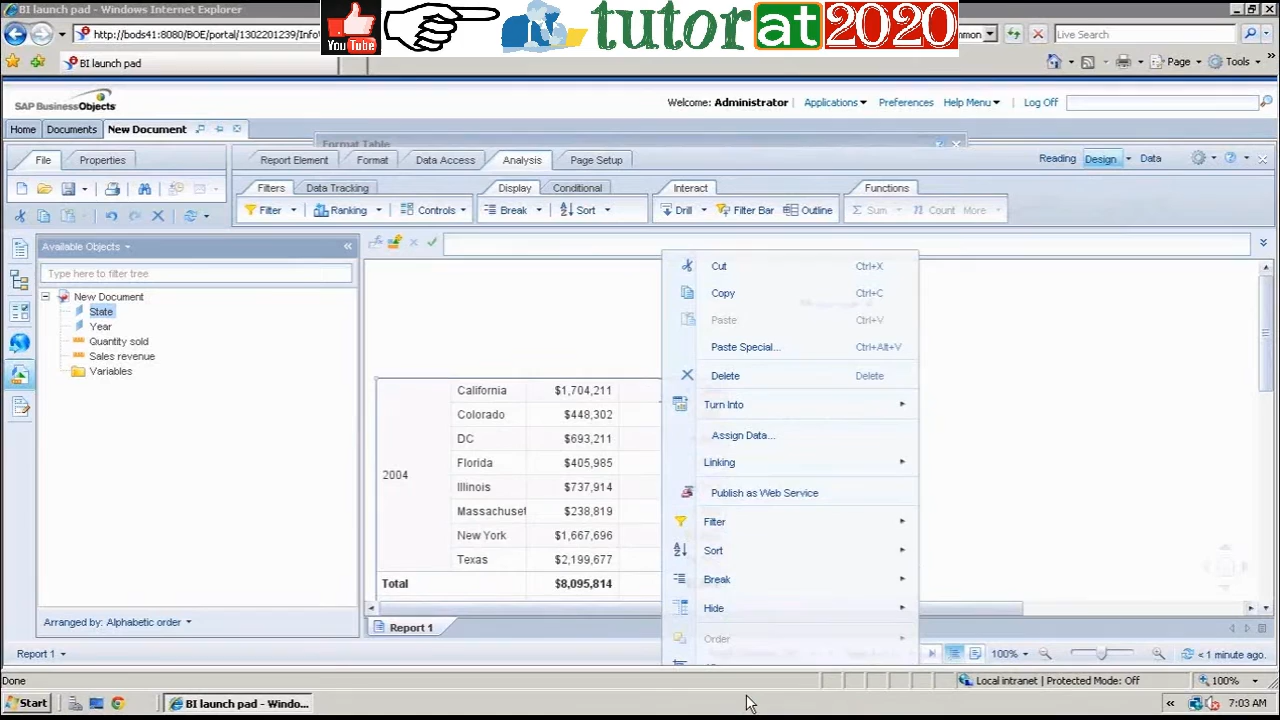 BI launch pad - Windows Internet Explorer
You Tube
tutor at 2020
http://bods41:8080/BOE/portal/1302201239/Info
Live Search
BI launch pad
Page Tools
SAP BusinessObjects
Welcome: Administrator Applications Preferences Help Menu Log Off
Home Documents New Document
Format Table
File Properties Report Element Format Data Access Analysis Page Setup Reading Design Data
Filters Data Tracking Display Conditional Interact Functions
Filter Ranking Controls Break Sort Drill Filter Bar Outline Sum Count More
Available Objects
Type here to filter tree
New Document
State
Year
Quantity sold
Sales revenue
Variables
Arranged by: Alphabetic order
2004
California $1,704,211
Colorado $448,302
DC $693,211
Florida $405,985
Illinois $737,914
Massachuset $238,819
New York $1,667,696
Texas $2,199,677
Total $8,095,814
Cut Ctrl+X
Copy Ctrl+C
Paste Ctrl+V
Paste Special... Ctrl+Alt+V
Delete Delete
Turn Into
Assign Data...
Linking
Publish as Web Service
Filter
Sort
Break
Hide
Order
Report 1
Report 1 100% < 1 minute ago.
Done Local intranet | Protected Mode: Off 100%
Start BI launch pad - Windo... 7:03 AM